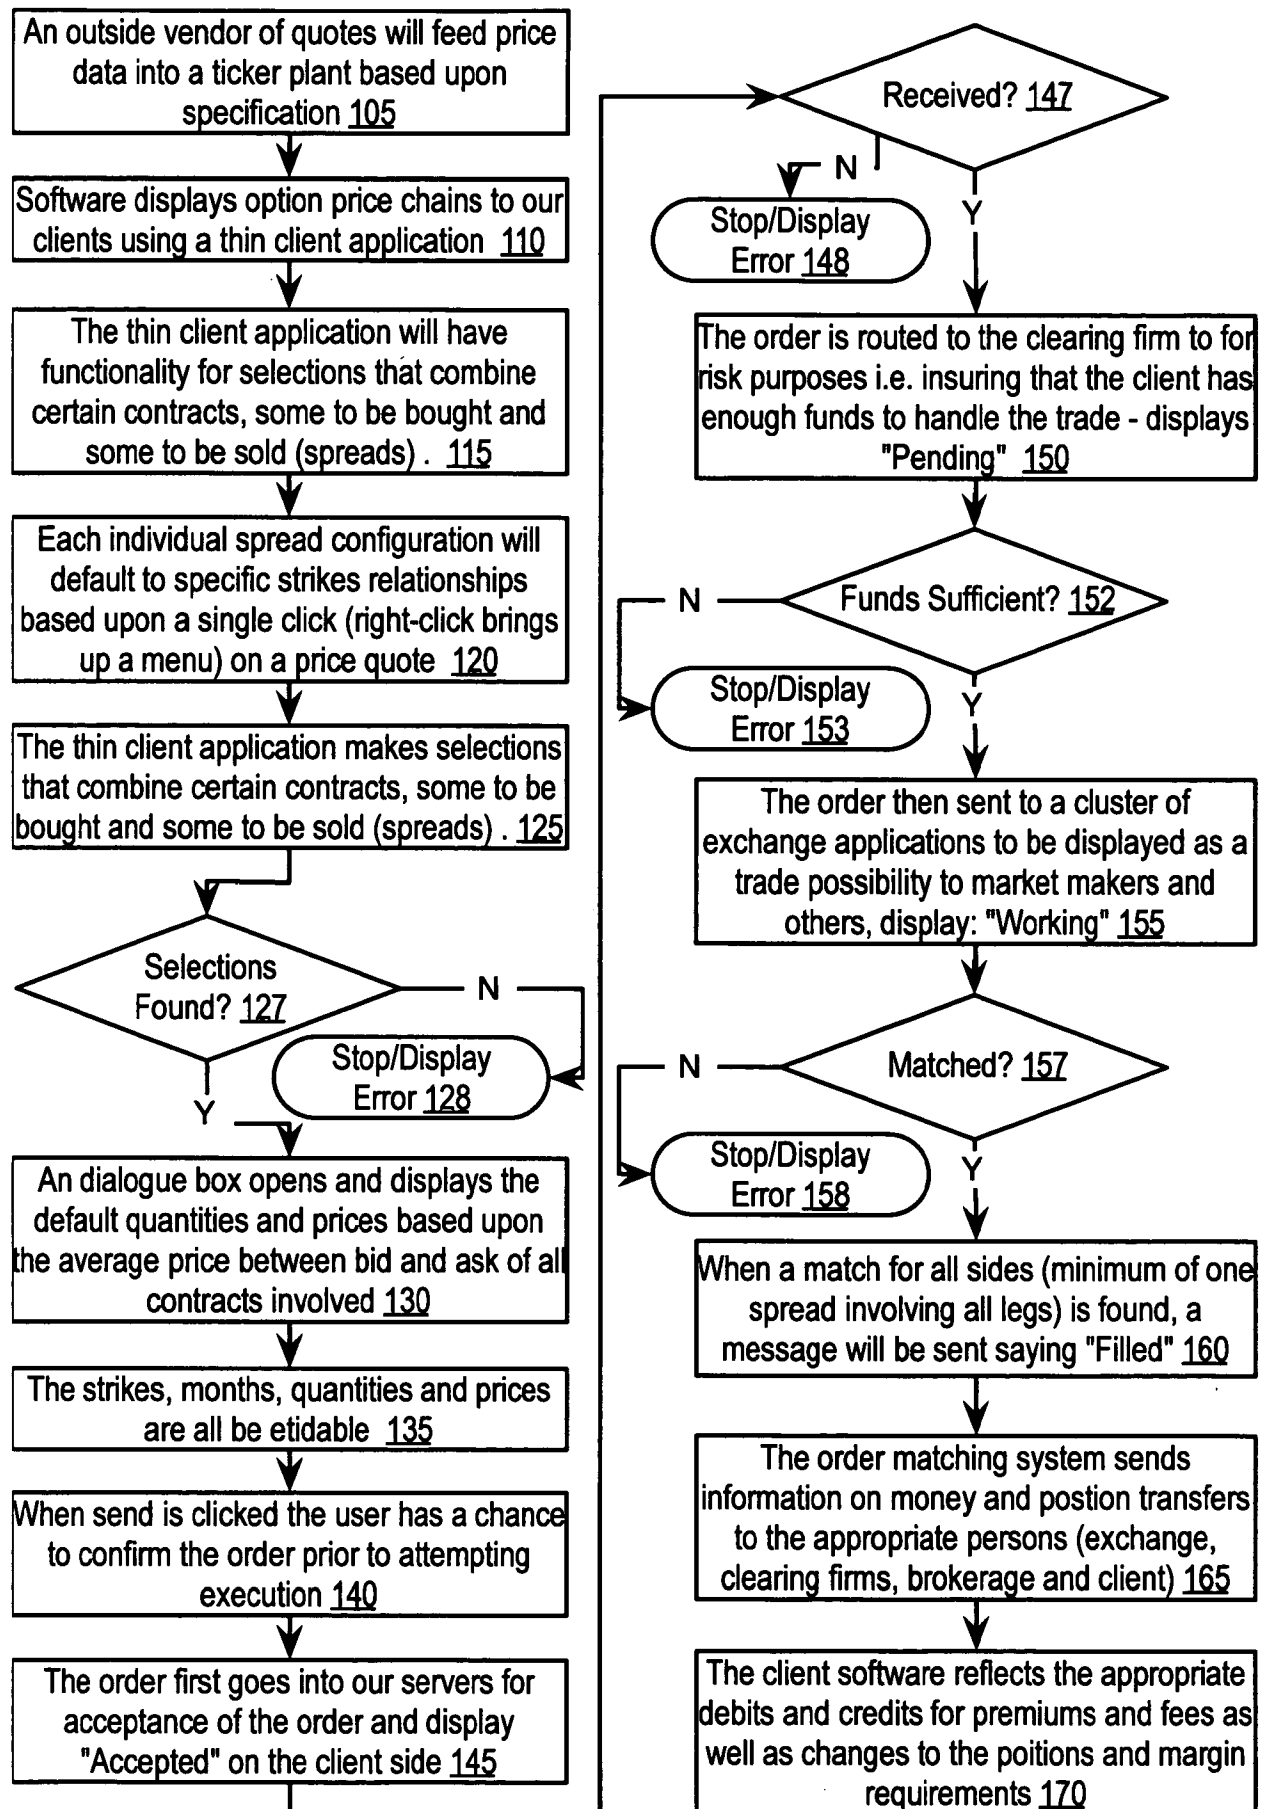 An outside vendor of quotes will feed price
data into a ticker plant based upon
specification 105
Software displays option price chains to our
clients using a thin client application 110
The thin client application will have
functionality for selections that combine
certain contracts, some to be bought and
some to be sold (spreads) . 115
Each individual spread configuration will
default to specific strikes relationships
based upon a single click (right-click brings
up a menu) on a price quote 120
The thin client application makes selections
that combine certain contracts, some to be
bought and some to be sold (spreads) . 125
Selections
Found? 127
N
Stop/Display
Error 128
Y
An dialogue box opens and displays the
default quantities and prices based upon
the average price between bid and ask of all
contracts involved 130
The strikes, months, quantities and prices
are all be etidable 135
When send is clicked the user has a chance
to confirm the order prior to attempting
execution 140
The order first goes into our servers for
acceptance of the order and display
"Accepted" on the client side 145
Received? 147
N
Stop/Display
Error 148
Y
The order is routed to the clearing firm to for
risk purposes i.e. insuring that the client has
enough funds to handle the trade - displays
"Pending" 150
Funds Sufficient? 152
N
Stop/Display
Error 153
Y
The order then sent to a cluster of
exchange applications to be displayed as a
trade possibility to market makers and
others, display: "Working" 155
Matched? 157
N
Stop/Display
Error 158
Y
When a match for all sides (minimum of one
spread involving all legs) is found, a
message will be sent saying "Filled" 160
The order matching system sends
information on money and postion transfers
to the appropriate persons (exchange,
clearing firms, brokerage and client) 165
The client software reflects the appropriate
debits and credits for premiums and fees as
well as changes to the poitions and margin
requirements 170